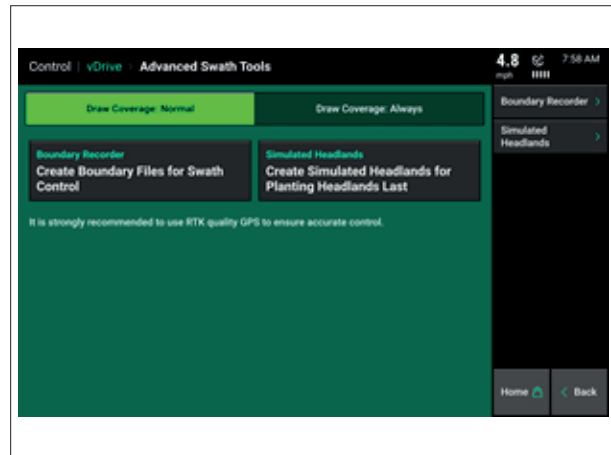 Control | vDrive > Advanced Swath Tools
4.8
mph
7:58 AM
Draw Coverage: Normal
Draw Coverage: Always
Boundary Recorder >
Simulated
Headlands >
Boundary Recorder
Create Boundary Files for Swath
Control
Simulated Headlands
Create Simulated Headlands for
Planting Headlands Last
It is strongly recommended to use RTK quality GPS to ensure accurate control.
Home
< Back